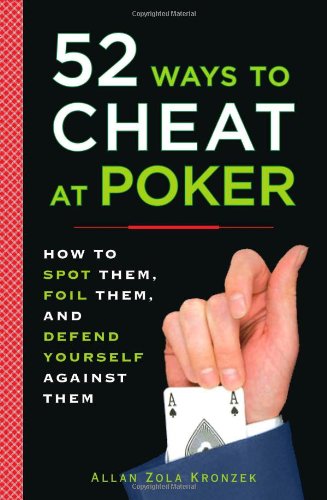 52 WAYS TO
CHEAT
AT POKER
HOW TO
SPOT THEM,
FOIL THEM,
AND
DEFEND
YOURSELF
AGAINST
THEM
A
A
ALLAN ZOLA KRONZEK